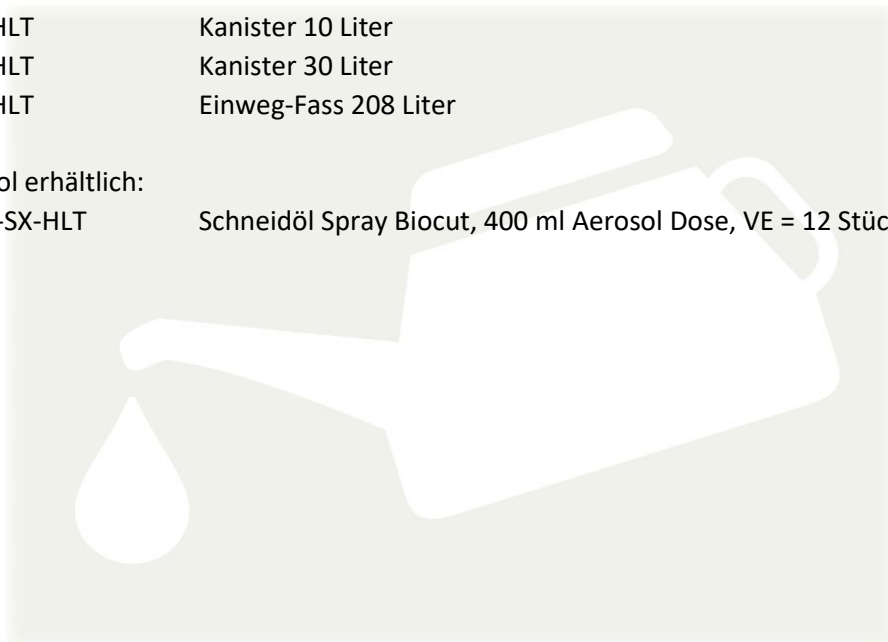 HLT Kanister 10 Liter
HLT Kanister 30 Liter
HLT Einweg-Fass 208 Liter
ol erhältlich:
-SX-HLT Schneidöl Spray Biocut, 400 ml Aerosol Dose, VE = 12 Stüc